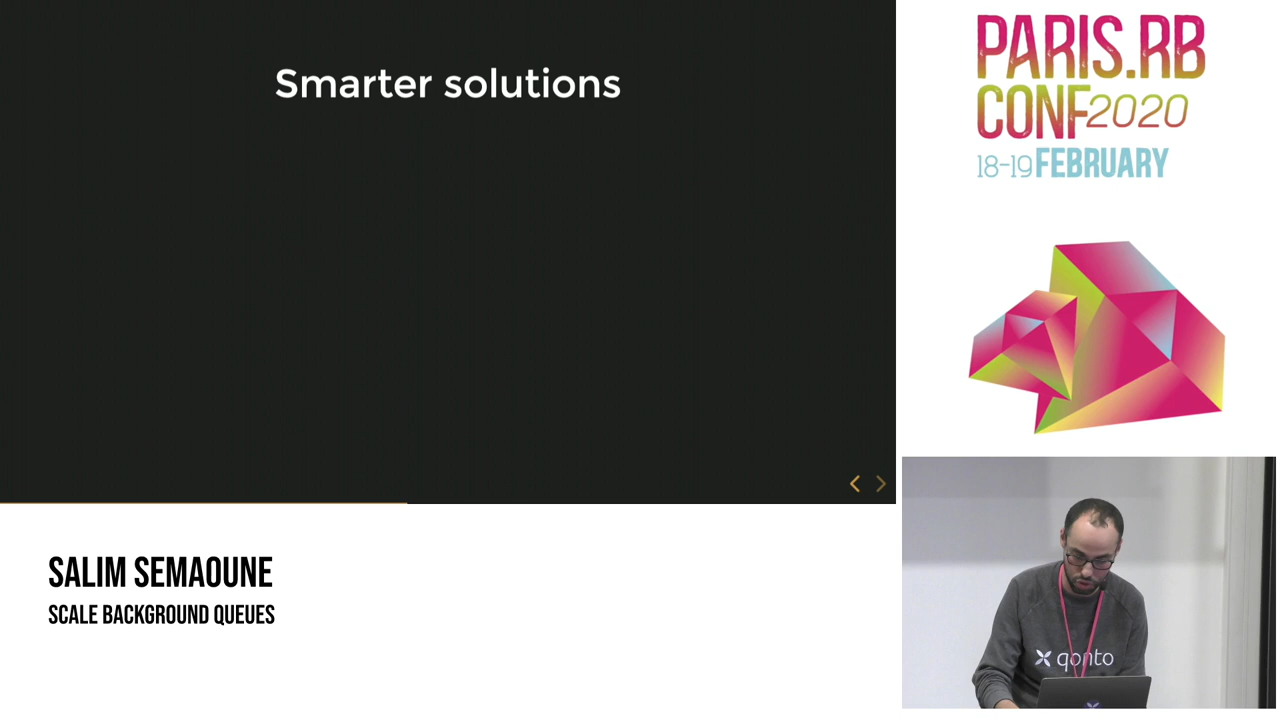 Smarter solutions
PARIS.RB
CONF2020
18-19 FEBRUARY
SALIM SEMAOUNE
SCALE BACKGROUND QUEUES
qonto